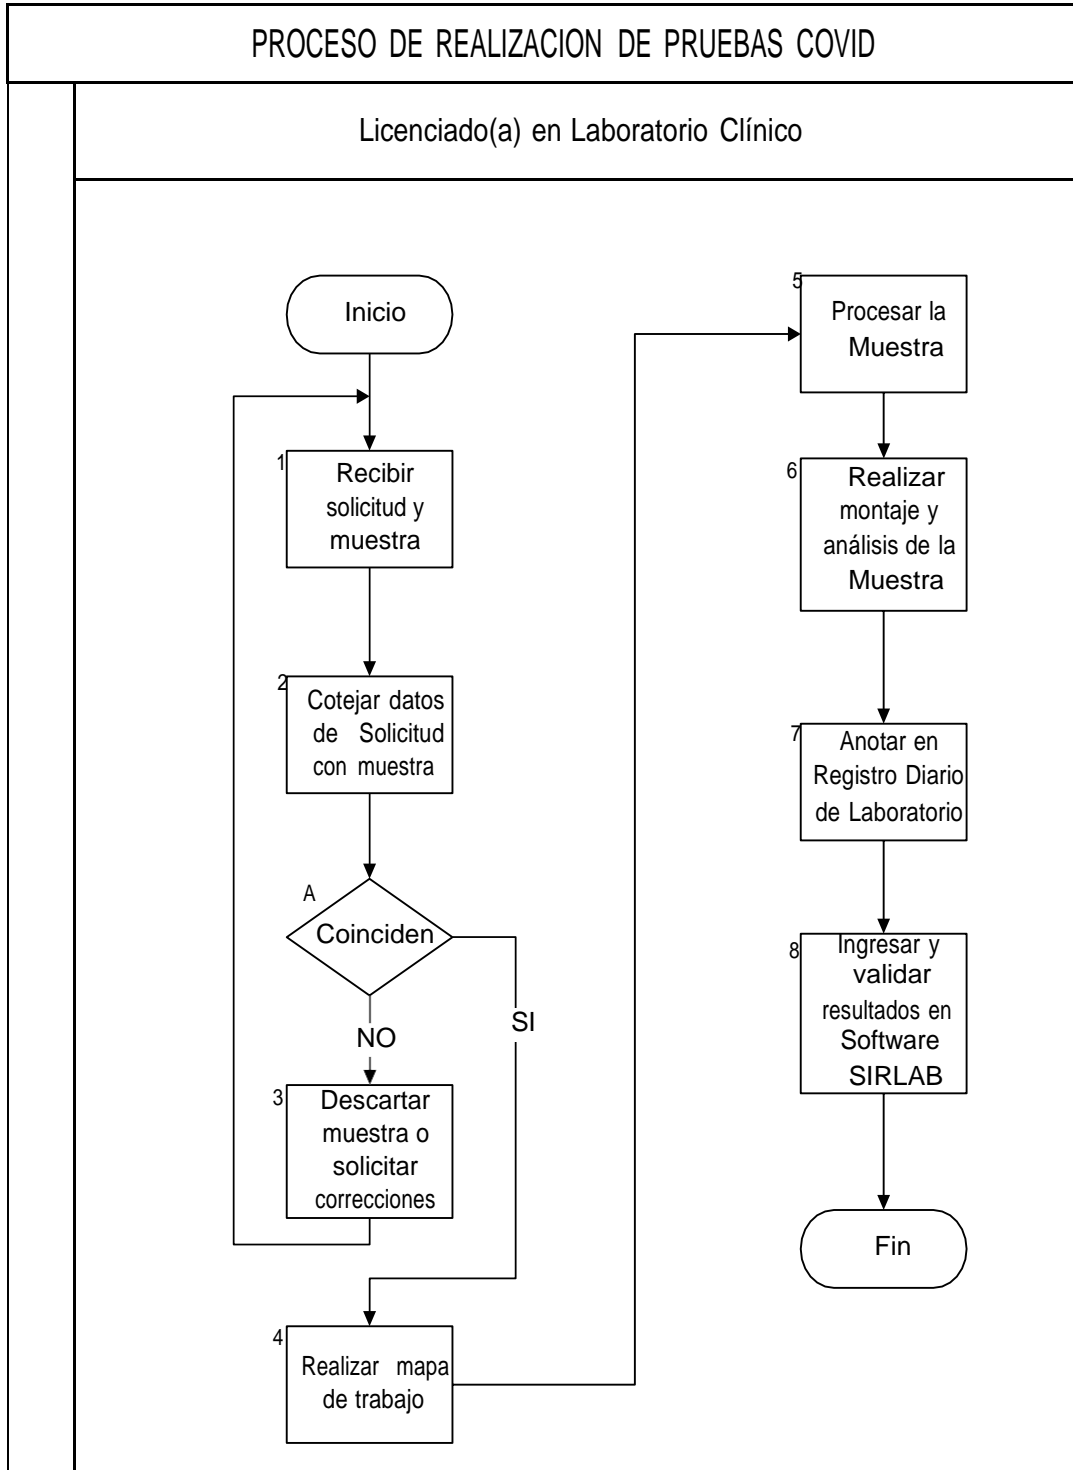 PROCESO DE REALIZACION DE PRUEBAS COVID
Licenciado(a) en Laboratorio Clínico
Inicio
1
Recibir
solicitud y
muestra
2
Cotejar datos
de Solicitud
con muestra
A
Coinciden
NO
SI
3
Descartar
muestra o
solicitar
correcciones
4
Realizar mapa
de trabajo
5
Procesar la
Muestra
6
Realizar
montaje y
análisis de la
Muestra
7
Anotar en
Registro Diario
de Laboratorio
8
Ingresar y
validar
resultados en
Software
SIRLAB
Fin